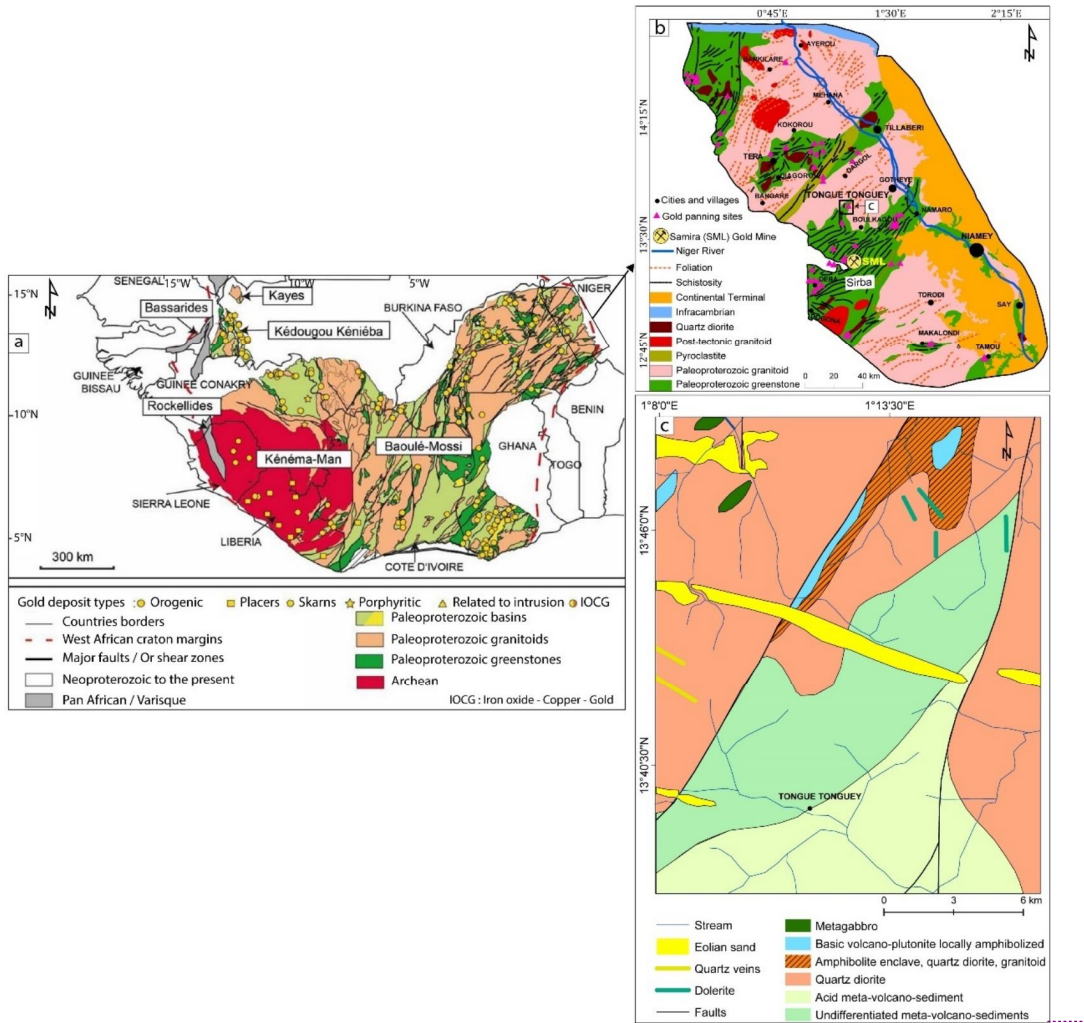 a
15°N
10°N
5°N
15°W
10°W
5°W
0
SENEGAL
Kayes
Bassarides
Kédougou Kéniéba
BURKINA FASO
NIGER
GUINEE
BISSAU
GUINEE CONAKRY
Rockellides
Kénéma-Man
Baoulé-Mossi
BENIN
GHANA
TOGO
SIERRA LEONE
LIBERIA
COTE D'IVOIRE
300 km
Gold deposit types :
Orogenic
Placers
Skarns
Porphyritic
Related to intrusion
IOCG
Countries borders
West African craton margins
Major faults / Or shear zones
Neoproterozoic to the present
Pan African / Varisque
Paleoproterozoic basins
Paleoproterozoic granitoids
Paleoproterozoic greenstones
Archean
IOCG : Iron oxide - Copper - Gold
b
0°45'E
1°30'E
2°15'E
14°15'N
13°30'N
12°45'N
N
AYEROU
BANKILARE
MEHANA
KOKOROU
TILLABERI
TERA
DIAGOROU
DARGOL
BANDARE
GOTHEYE
TONGUE TONGUEY
C
BOULKAGOU
NAMARO
NIAMEY
SML
Sirba
TORODI
SAY
MAKALONDI
TAMOU
Cities and villages
Gold panning sites
Samira (SML) Gold Mine
Niger River
Foliation
Schistosity
Continental Terminal
Infracambrian
Quartz diorite
Post-tectonic granitoid
Pyroclastite
Paleoproterozoic granitoid
Paleoproterozoic greenstone
0 20 40 km
c
1°8'0"E
1°13'30"E
13°46'0"N
13°40'30"N
N
TONGUE TONGUEY
0 3 6 km
Stream
Eolian sand
Quartz veins
Dolerite
Faults
Metagabbro
Basic volcano-plutonite locally amphibolized
Amphibolite enclave, quartz diorite, granitoid
Quartz diorite
Acid meta-volcano-sediment
Undifferentiated meta-volcano-sediments